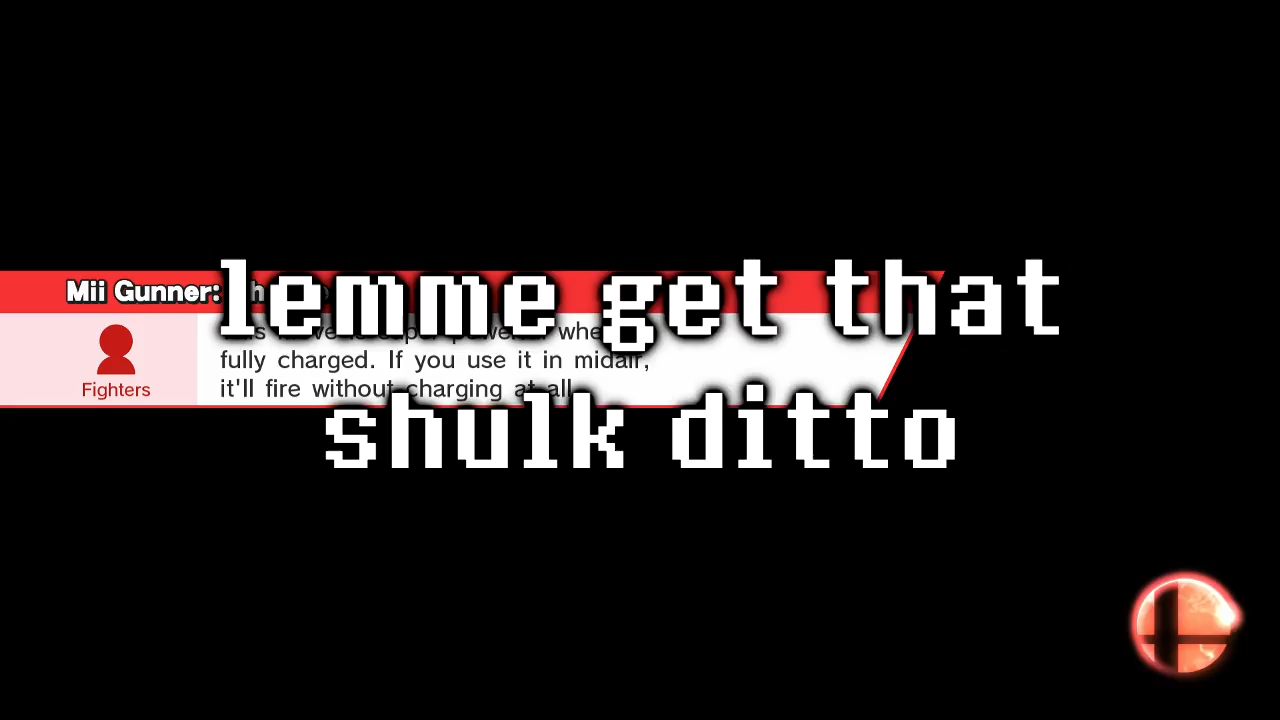 Mii Gunner:
lemme get that
fully charged. If you use it in midair,
Fighters
it'll fire without charging at all
shulk ditto